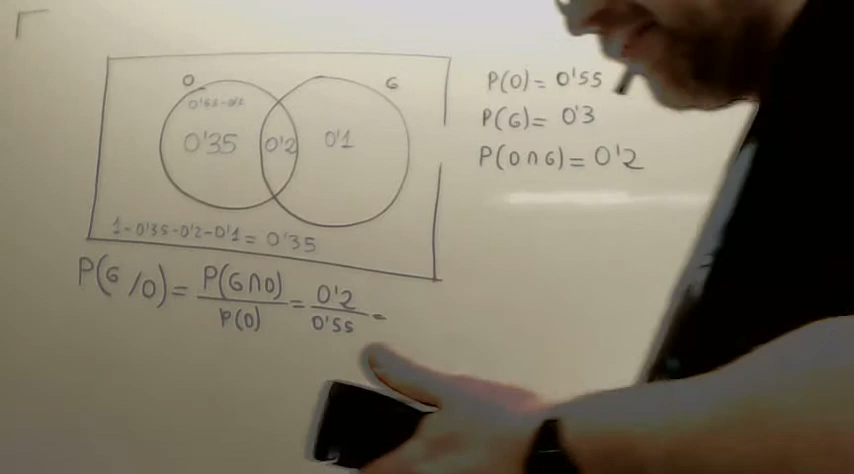 O
G
0'55-0'2
0'35
0'2
0'1
1-0'35-0'2-0'1 = 0'35
P(O) = 0'55
P(G) = 0'3
P(O∩G) = 0'2
P(G/O) = P(G∩O) / P(O) = 0'2 / 0'55 =